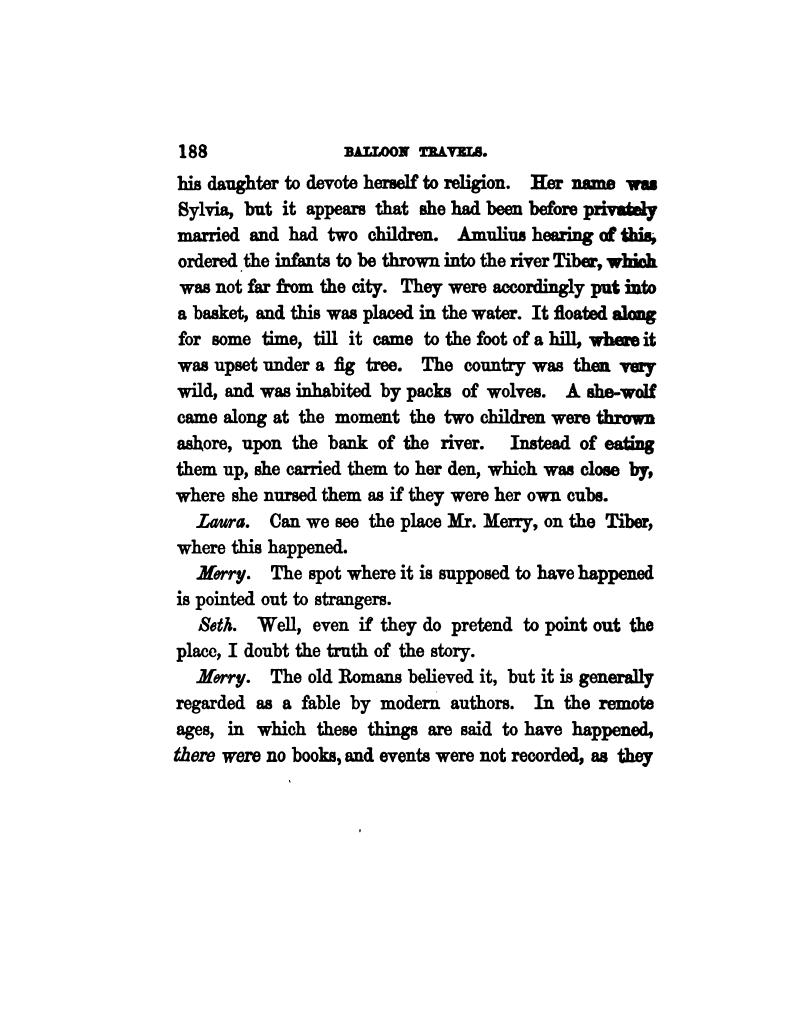 188 BALLOON TRAVELS.
his daughter to devote herself to religion. Her name was
Sylvia, but it appears that she had been before privately
married and had two children. Amulius hearing of this,
ordered the infants to be thrown into the river Tiber, which
was not far from the city. They were accordingly put into
a basket, and this was placed in the water. It floated along
for some time, till it came to the foot of a hill, where it
was upset under a fig tree. The country was then very
wild, and was inhabited by packs of wolves. A she-wolf
came along at the moment the two children were thrown
ashore, upon the bank of the river. Instead of eating
them up, she carried them to her den, which was close by,
where she nursed them as if they were her own cubs.
Laura. Can we see the place Mr. Merry, on the Tiber,
where this happened.
Merry. The spot where it is supposed to have happened
is pointed out to strangers.
Seth. Well, even if they do pretend to point out the
place, I doubt the truth of the story.
Merry. The old Romans believed it, but it is generally
regarded as a fable by modern authors. In the remote
ages, in which these things are said to have happened,
there were no books, and events were not recorded, as they